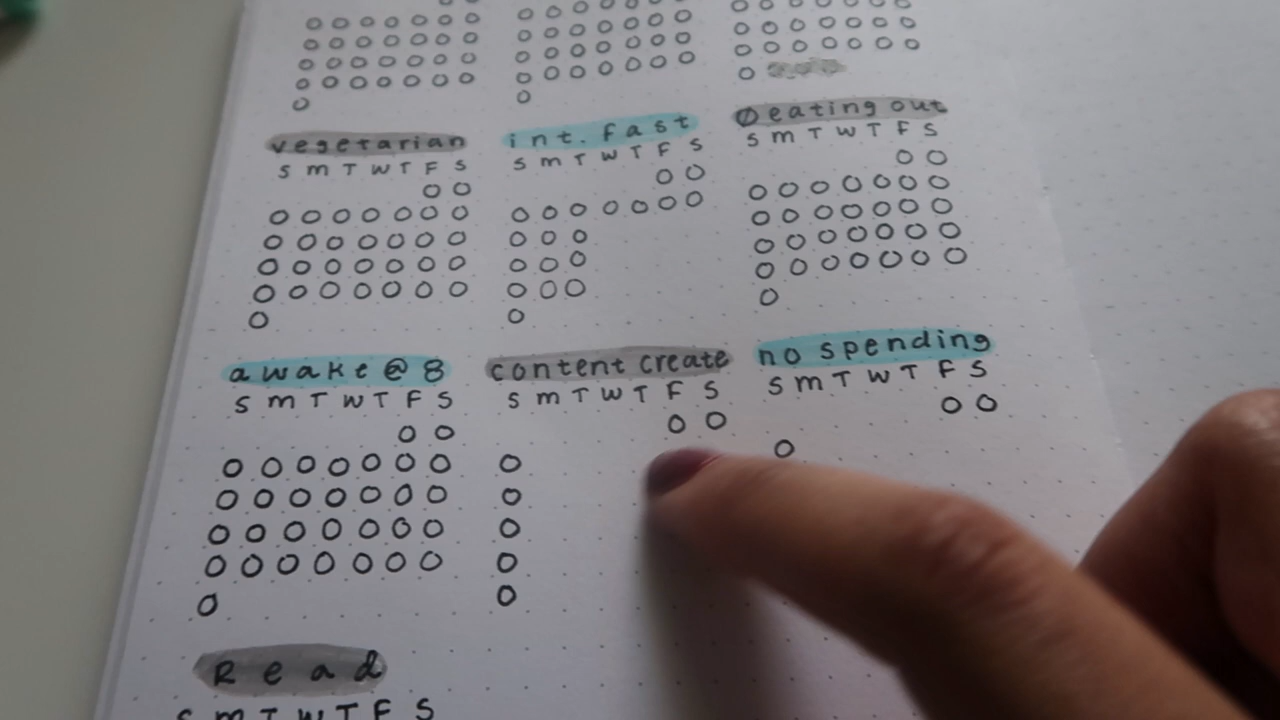 vegetarian
S M T W T F S
int. fast
S M T W T F S
Ø eating out
S M T W T F S
awake @ 8
S M T W T F S
content create
S M T W T F S
no spending
S M T W T F S
Read
S M T W T F S